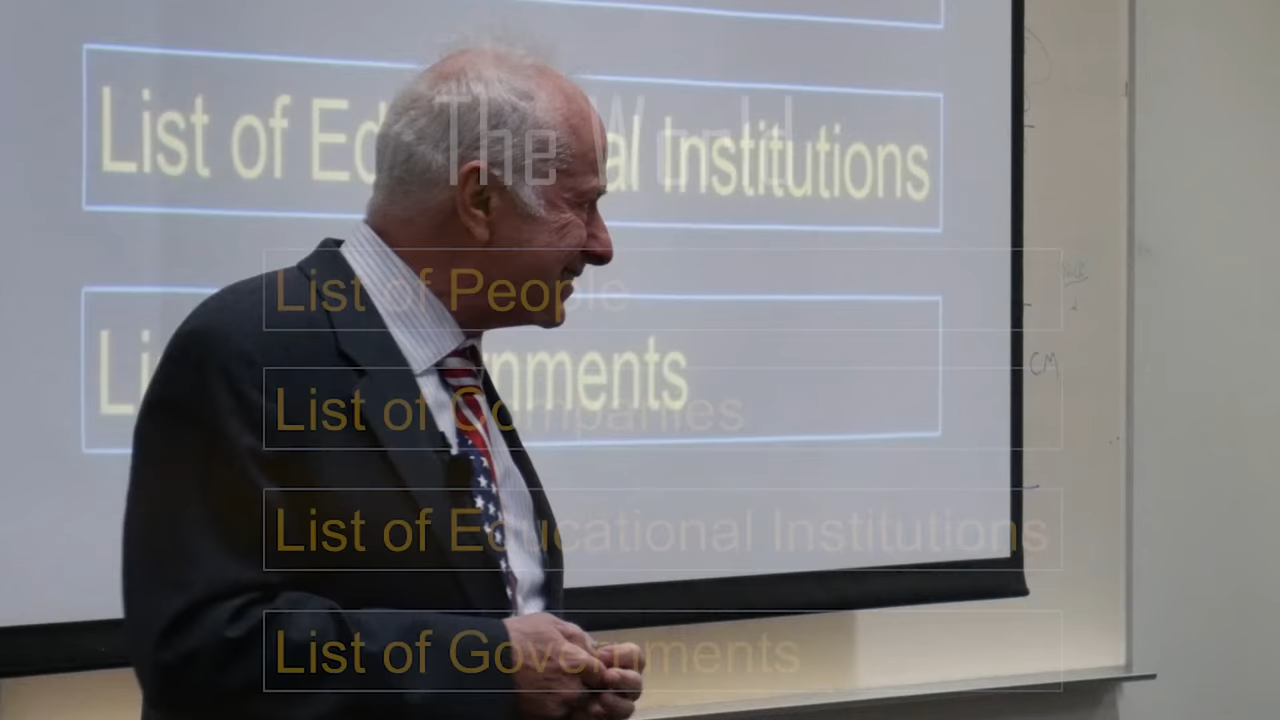 The World
List of Educational Institutions
List of People
List of Governments
List of Companies
List of Educational Institutions
List of Governments
CM